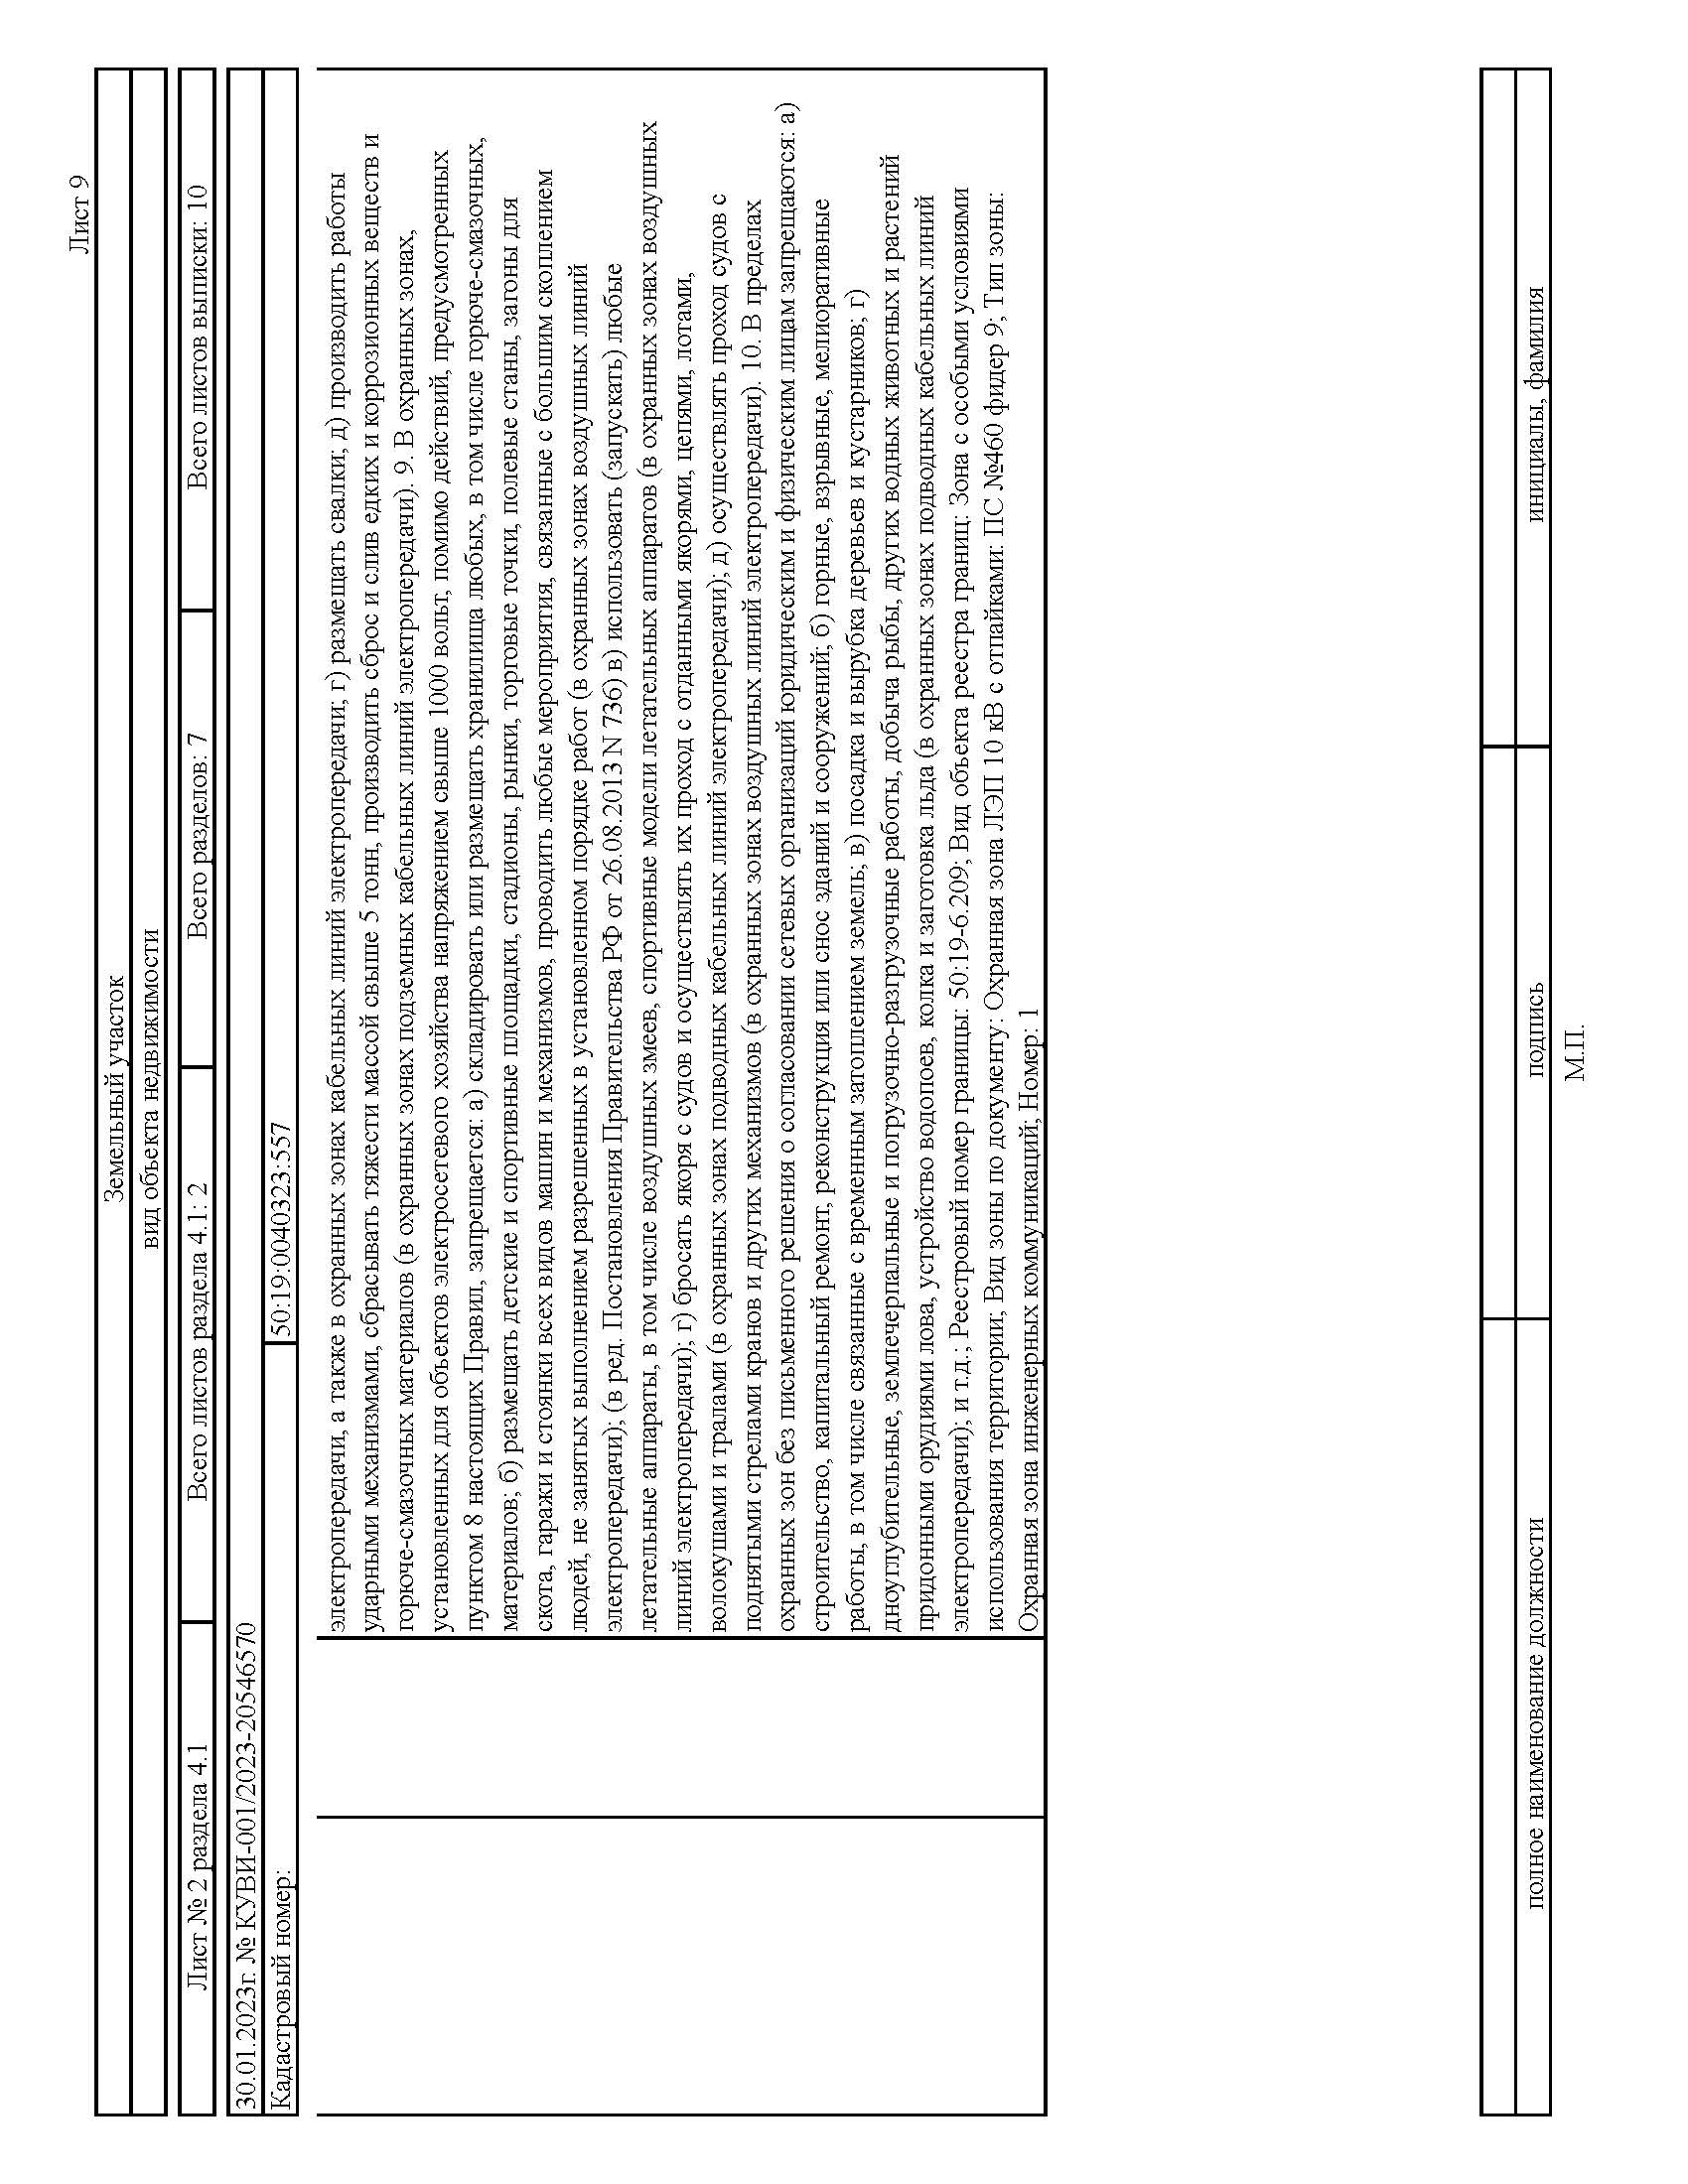 Лист 9
Земельный участок
вид объекта недвижимости
Лист № 2 раздела 4.1 Всего листов раздела 4.1: 2 Всего разделов: 7 Всего листов выписки: 10
30.01.2023г. № КУВИ-001/2023-20546570
Кадастровый номер: 50:19:0040323:557
электропередачи, а также в охранных зонах кабельных линий электропередачи; г) размещать свалки; д) производить работы
ударными механизмами, сбрасывать тяжести массой свыше 5 тонн, производить сброс и слив едких и коррозионных веществ и
горюче-смазочных материалов (в охранных зонах подземных кабельных линий электропередачи). 9. В охранных зонах,
установленных для объектов электросетевого хозяйства напряжением свыше 1000 вольт, помимо действий, предусмотренных
пунктом 8 настоящих Правил, запрещается: а) складировать или размещать хранилища любых, в том числе горюче-смазочных,
материалов; б) размещать детские и спортивные площадки, стадионы, рынки, торговые точки, полевые станы, загоны для
скота, гаражи и стоянки всех видов машин и механизмов, проводить любые мероприятия, связанные с большим скоплением
людей, не занятых выполнением разрешенных в установленном порядке работ (в охранных зонах воздушных линий
электропередачи); (в ред. Постановления Правительства РФ от 26.08.2013 N 736) в) использовать (запускать) любые
летательные аппараты, в том числе воздушных змеев, спортивные модели летательных аппаратов (в охранных зонах воздушных
линий электропередачи); г) бросать якоря с судов и осуществлять их проход с отданными якорями, цепями, лотами,
волокушами и тралами (в охранных зонах подводных кабельных линий электропередачи); д) осуществлять проход судов с
поднятыми стрелами кранов и других механизмов (в охранных зонах воздушных линий электропередачи). 10. В пределах
охранных зон без письменного решения о согласовании сетевых организаций юридическим и физическим лицам запрещаются: а)
строительство, капитальный ремонт, реконструкция или снос зданий и сооружений; б) горные, взрывные, мелиоративные
работы, в том числе связанные с временным затоплением земель; в) посадка и вырубка деревьев и кустарников; г)
дноуглубительные, землечерпальные и погрузочно-разгрузочные работы, добыча рыбы, других водных животных и растений
придонными орудиями лова, устройство водопоев, колка и заготовка льда (в охранных зонах подводных кабельных линий
электропередачи); и т.д.; Реестровый номер границы: 50:19-6.209; Вид объекта реестра границ: Зона с особыми условиями
использования территории; Вид зоны по документу: Охранная зона ЛЭП 10 кВ с отпайками: ПС №460 фидер 9; Тип зоны:
Охранная зона инженерных коммуникаций; Номер: 1
полное наименование должности подпись инициалы, фамилия
М.П.